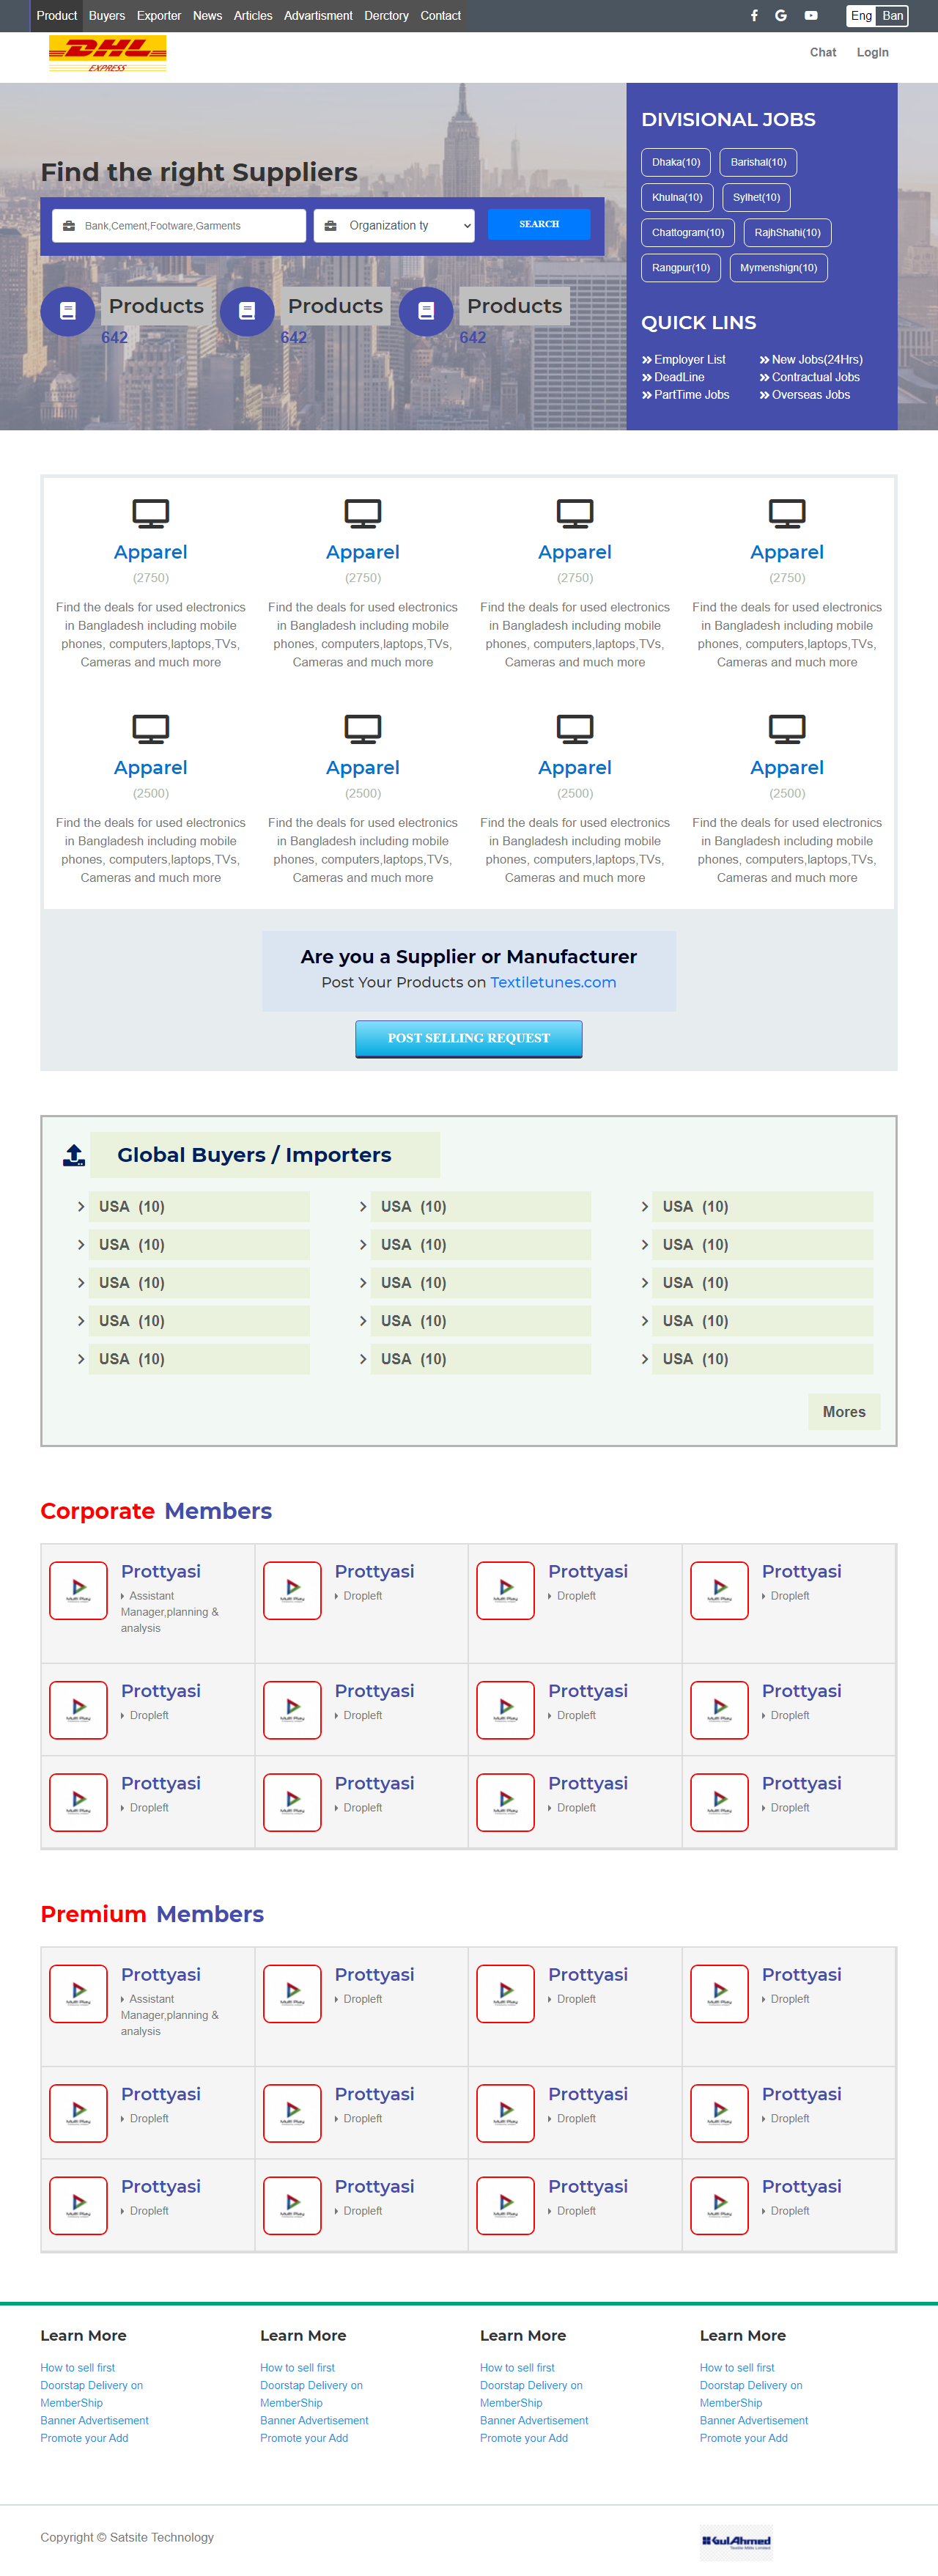 Product Buyers Exporter News Articles Advartisment Derctory Contact Eng Ban
DHL
EXPRESS
Chat LogIn
Find the right Suppliers
Bank,Cement,Footware,Garments Organization ty SEARCH
Products Products Products
642 642 642
DIVISIONAL JOBS
Dhaka(10) Barishal(10)
Khulna(10) Sylhet(10)
Chattogram(10) RajhShahi(10)
Rangpur(10) Mymenshign(10)
QUICK LINS
Employer List New Jobs(24Hrs)
DeadLine Contractual Jobs
PartTime Jobs Overseas Jobs
Apparel Apparel Apparel Apparel
(2750) (2750) (2750) (2750)
Find the deals for used electronics Find the deals for used electronics Find the deals for used electronics Find the deals for used electronics
in Bangladesh including mobile in Bangladesh including mobile in Bangladesh including mobile in Bangladesh including mobile
phones, computers,laptops,TVs, phones, computers,laptops,TVs, phones, computers,laptops,TVs, phones, computers,laptops,TVs,
Cameras and much more Cameras and much more Cameras and much more Cameras and much more
Apparel Apparel Apparel Apparel
(2500) (2500) (2500) (2500)
Find the deals for used electronics Find the deals for used electronics Find the deals for used electronics Find the deals for used electronics
in Bangladesh including mobile in Bangladesh including mobile in Bangladesh including mobile in Bangladesh including mobile
phones, computers,laptops,TVs, phones, computers,laptops,TVs, phones, computers,laptops,TVs, phones, computers,laptops,TVs,
Cameras and much more Cameras and much more Cameras and much more Cameras and much more
Are you a Supplier or Manufacturer
Post Your Products on Textiletunes.com
POST SELLING REQUEST
Global Buyers / Importers
USA (10) USA (10) USA (10)
USA (10) USA (10) USA (10)
USA (10) USA (10) USA (10)
USA (10) USA (10) USA (10)
USA (10) USA (10) USA (10)
Mores
Corporate Members
Prottyasi Prottyasi Prottyasi Prottyasi
Assistant Dropleft Dropleft Dropleft
Manager,planning &
analysis
Prottyasi Prottyasi Prottyasi Prottyasi
Dropleft Dropleft Dropleft Dropleft
Prottyasi Prottyasi Prottyasi Prottyasi
Dropleft Dropleft Dropleft Dropleft
Premium Members
Prottyasi Prottyasi Prottyasi Prottyasi
Assistant Dropleft Dropleft Dropleft
Manager,planning &
analysis
Prottyasi Prottyasi Prottyasi Prottyasi
Dropleft Dropleft Dropleft Dropleft
Prottyasi Prottyasi Prottyasi Prottyasi
Dropleft Dropleft Dropleft Dropleft
Learn More Learn More Learn More Learn More
How to sell first How to sell first How to sell first How to sell first
Doorstap Delivery on Doorstap Delivery on Doorstap Delivery on Doorstap Delivery on
MemberShip MemberShip MemberShip MemberShip
Banner Advertisement Banner Advertisement Banner Advertisement Banner Advertisement
Promote your Add Promote your Add Promote your Add Promote your Add
Copyright © Satsite Technology
GulAhmed